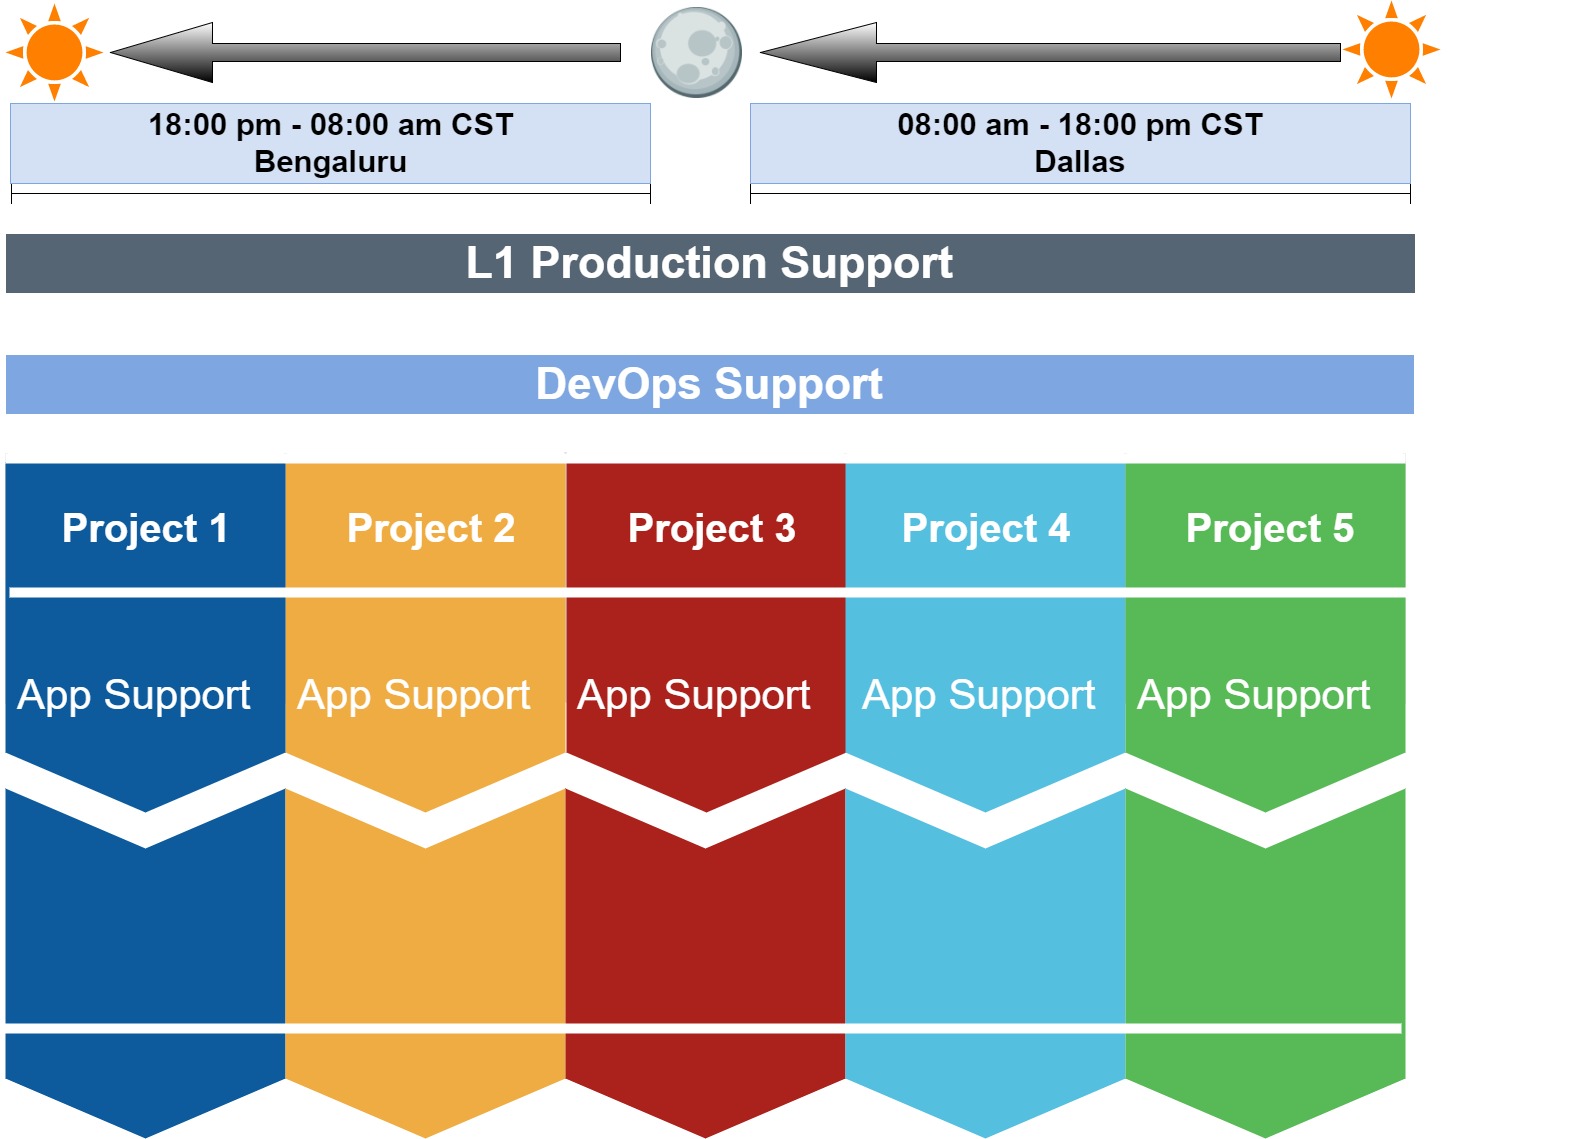 18:00 pm - 08:00 am CST
Bengaluru
08:00 am - 18:00 pm CST
Dallas
L1 Production Support
DevOps Support
Project 1
Project 2
Project 3
Project 4
Project 5
App Support
App Support
App Support
App Support
App Support